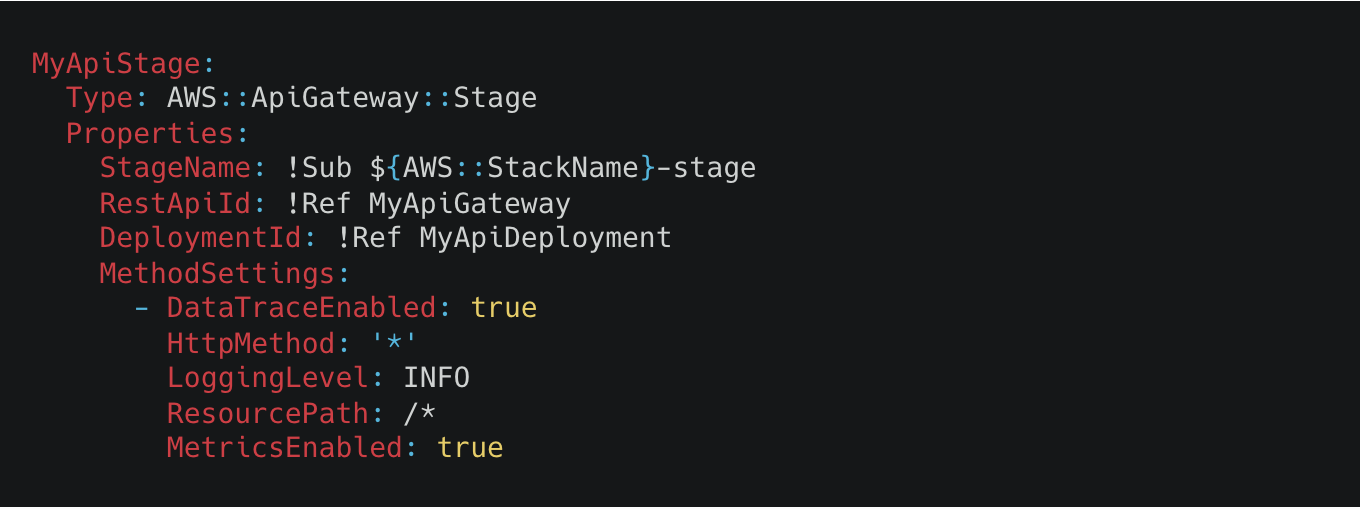 MyApiStage:
  Type: AWS::ApiGateway::Stage
  Properties:
    StageName: !Sub ${AWS::StackName}-stage
    RestApiId: !Ref MyApiGateway
    DeploymentId: !Ref MyApiDeployment
    MethodSettings:
      - DataTraceEnabled: true
        HttpMethod: '*'
        LoggingLevel: INFO
        ResourcePath: /*
        MetricsEnabled: true